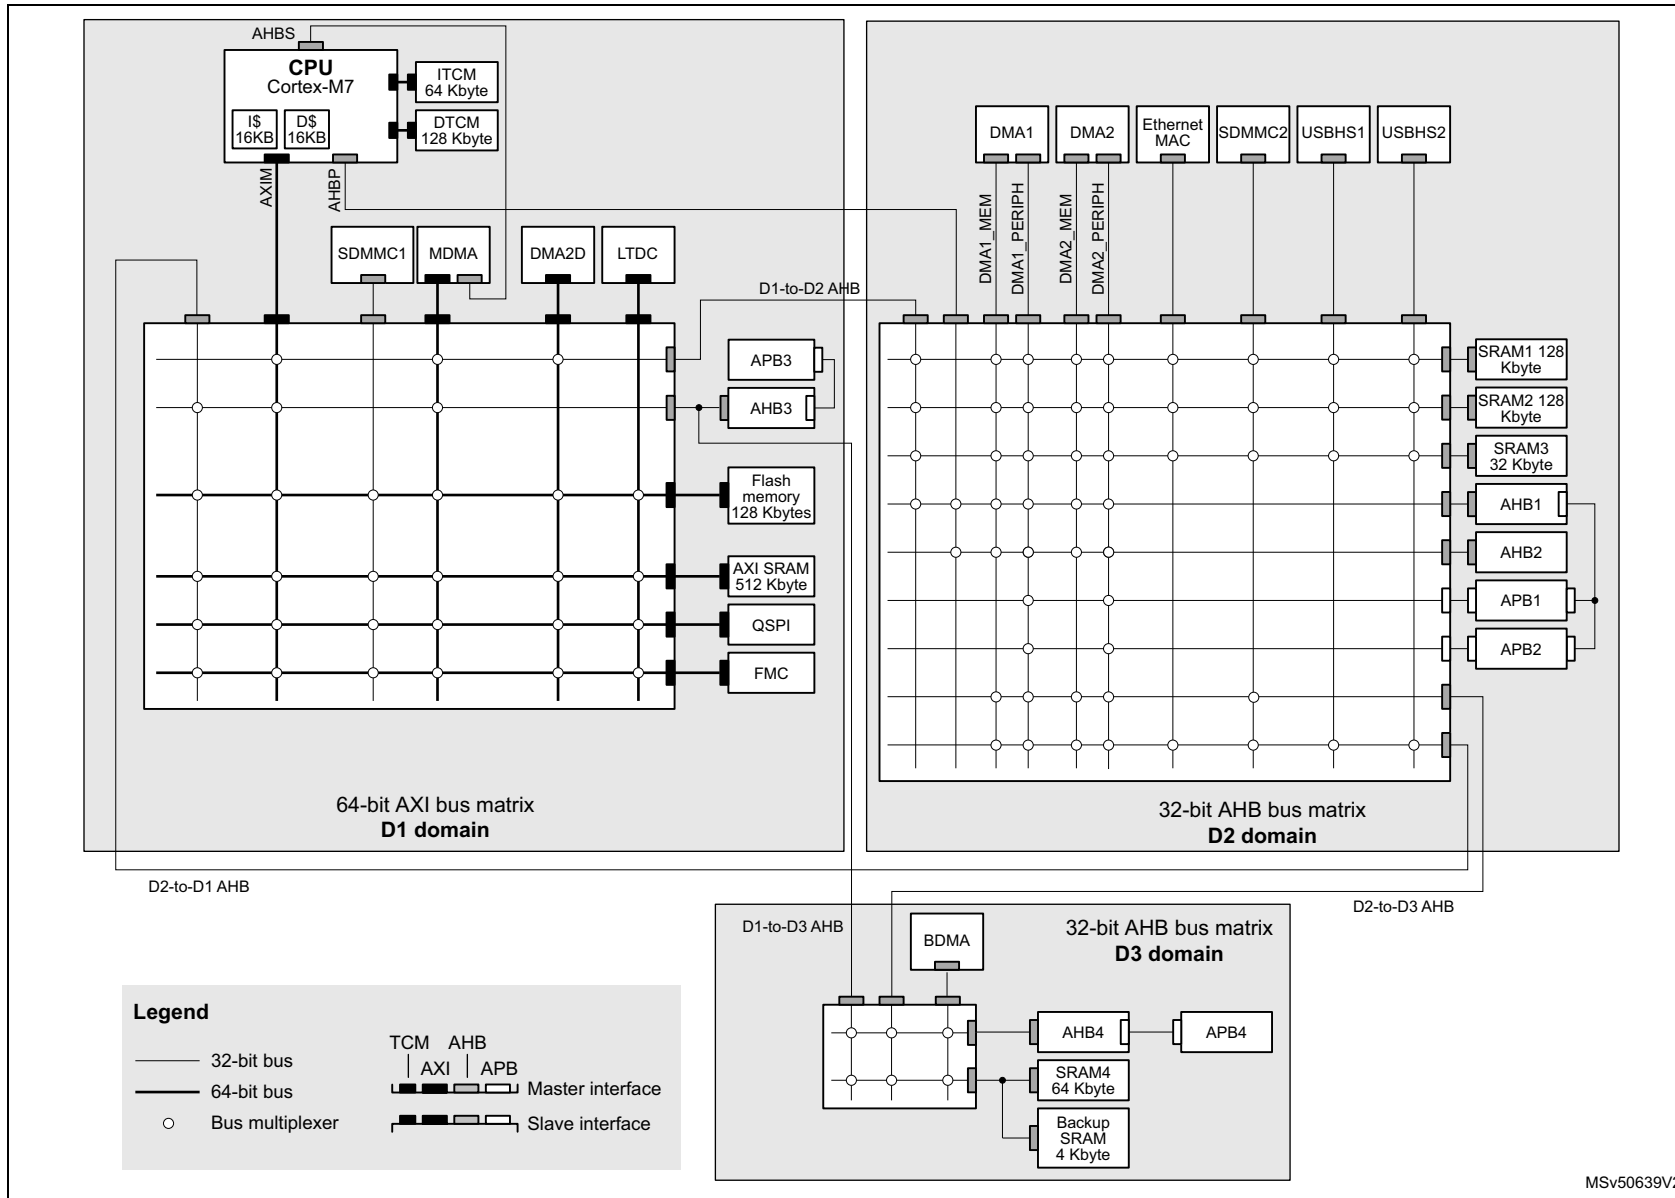 AHBS
CPU
Cortex-M7
I$
16KB
D$
16KB
ITCM
64 Kbyte
DTCM
128 Kbyte
AXIM
AHBP
SDMMC1
MDMA
DMA2D
LTDC
D1-to-D2 AHB
APB3
AHB3
Flash
memory
128 Kbytes
AXI SRAM
512 Kbyte
QSPI
FMC
64-bit AXI bus matrix
D1 domain
DMA1
DMA2
Ethernet
MAC
SDMMC2
USBHS1
USBHS2
DMA1_MEM
DMA1_PERIPH
DMA2_MEM
DMA2_PERIPH
SRAM1 128
Kbyte
SRAM2 128
Kbyte
SRAM3
32 Kbyte
AHB1
AHB2
APB1
APB2
32-bit AHB bus matrix
D2 domain
D2-to-D1 AHB
D2-to-D3 AHB
D1-to-D3 AHB
BDMA
32-bit AHB bus matrix
D3 domain
AHB4
APB4
SRAM4
64 Kbyte
Backup
SRAM
4 Kbyte
Legend
32-bit bus
64-bit bus
Bus multiplexer
TCM AHB
AXI APB
Master interface
Slave interface
MSv50639V2